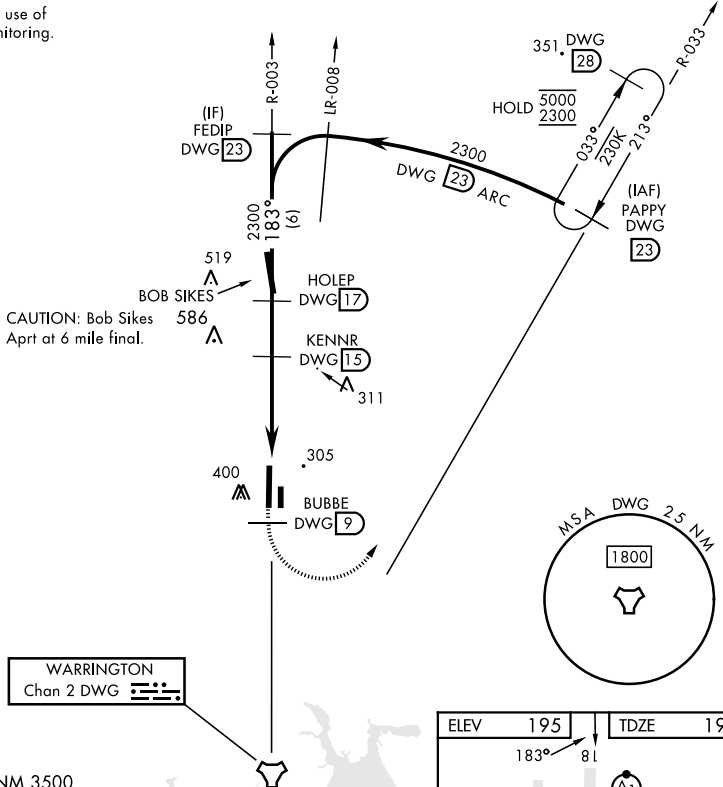 use of
nitoring.
R-003
LR-008
R-033
351
DWG
28
HOLD 5000
2300
033°
230K
213°
(IF)
FEDIP
DWG 23
2300
DWG 23 ARC
(IAF)
PAPPY
DWG
23
2300
183°
(6)
519
BOB SIKES
HOLEP
DWG 17
CAUTION: Bob Sikes
Aprt at 6 mile final.
586
KENNR
DWG 15
311
305
400
BUBBE
DWG 9
MSA DWG 25 NM
1800
WARRINGTON
Chan 2 DWG
ELEV 195
TDZE 19
183°
18
NM 3500